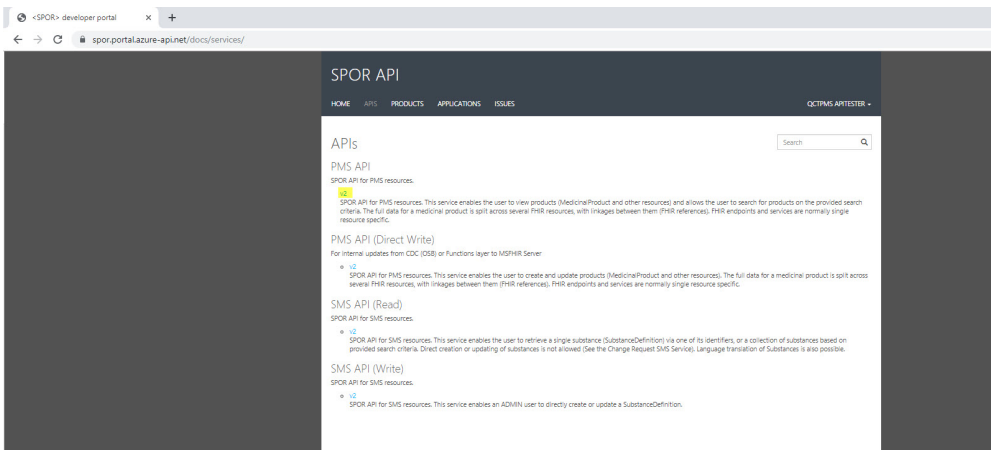 <SPOR> developer portal
spor.portal.azure-api.net/docs/services/
SPOR API
HOME APIS PRODUCTS APPLICATIONS ISSUES QCTPMS APITESTER
APIs
Search
PMS API
SPOR API for PMS resources.
v2
SPOR API for PMS resources. This service enables the user to view products (MedicinalProduct and other resources) and allows the user to search for products on the provided search
criteria. The full data for a medicinal product is split across several FHIR resources, with linkages between them (FHIR references). FHIR endpoints and services are normally single
resource specific.
PMS API (Direct Write)
For internal updates from CDC (OSB) or Functions layer to MSFHIR Server
v2
SPOR API for PMS resources. This service enables the user to create and update products (MedicinalProduct and other resources). The full data for a medicinal product is split across
several FHIR resources, with linkages between them (FHIR references). FHIR endpoints and services are normally single resource specific.
SMS API (Read)
SPOR API for SMS resources.
v2
SPOR API for SMS resources. This service enables the user to retrieve a single substance (SubstanceDefinition) via one of its identifiers, or a collection of substances based on
provided search criteria. Direct creation or updating of substances is not allowed (See the Change Request SMS Service). Language translation of Substances is also possible.
SMS API (Write)
SPOR API for SMS resources.
v2
SPOR API for SMS resources. This service enables an ADMIN user to directly create or update a SubstanceDefinition.